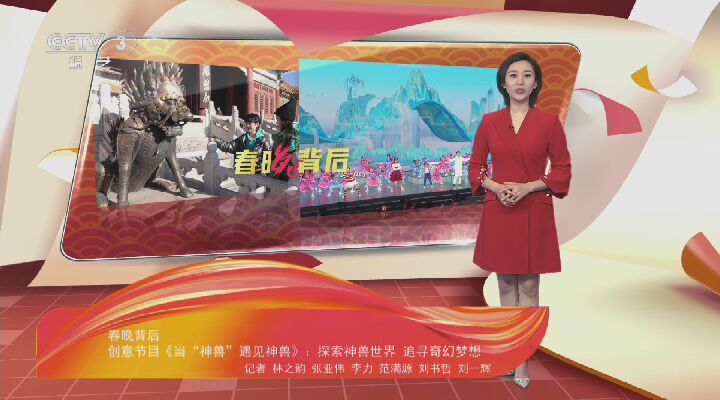 CCTV 3
综艺
春晚背后
春晚背后
创意节目《当“神兽”遇见神兽》：探索神兽世界 追寻奇幻梦想
记者 林之韵 张亚伟 李力 范满源 刘书哲 刘一辉